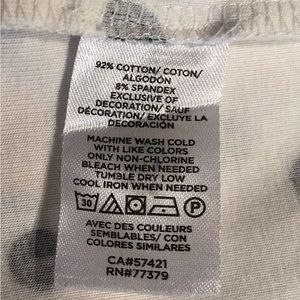 92% COTTON/ COTON/
ALGODÓN
8% SPANDEX
EXCLUSIVE OF
DECORATION/ SAUF
DÉCORATION/ EXCLUYE LA
DECORACIÓN
MACHINE WASH COLD
WITH LIKE COLORS
ONLY NON-CHLORINE
BLEACH WHEN NEEDED
TUMBLE DRY LOW
COOL IRON WHEN NEEDED
30 P
AVEC DES COULEURS
SEMBLABLES/ CON
COLORES SIMILARES
CA#57421
RN#77379